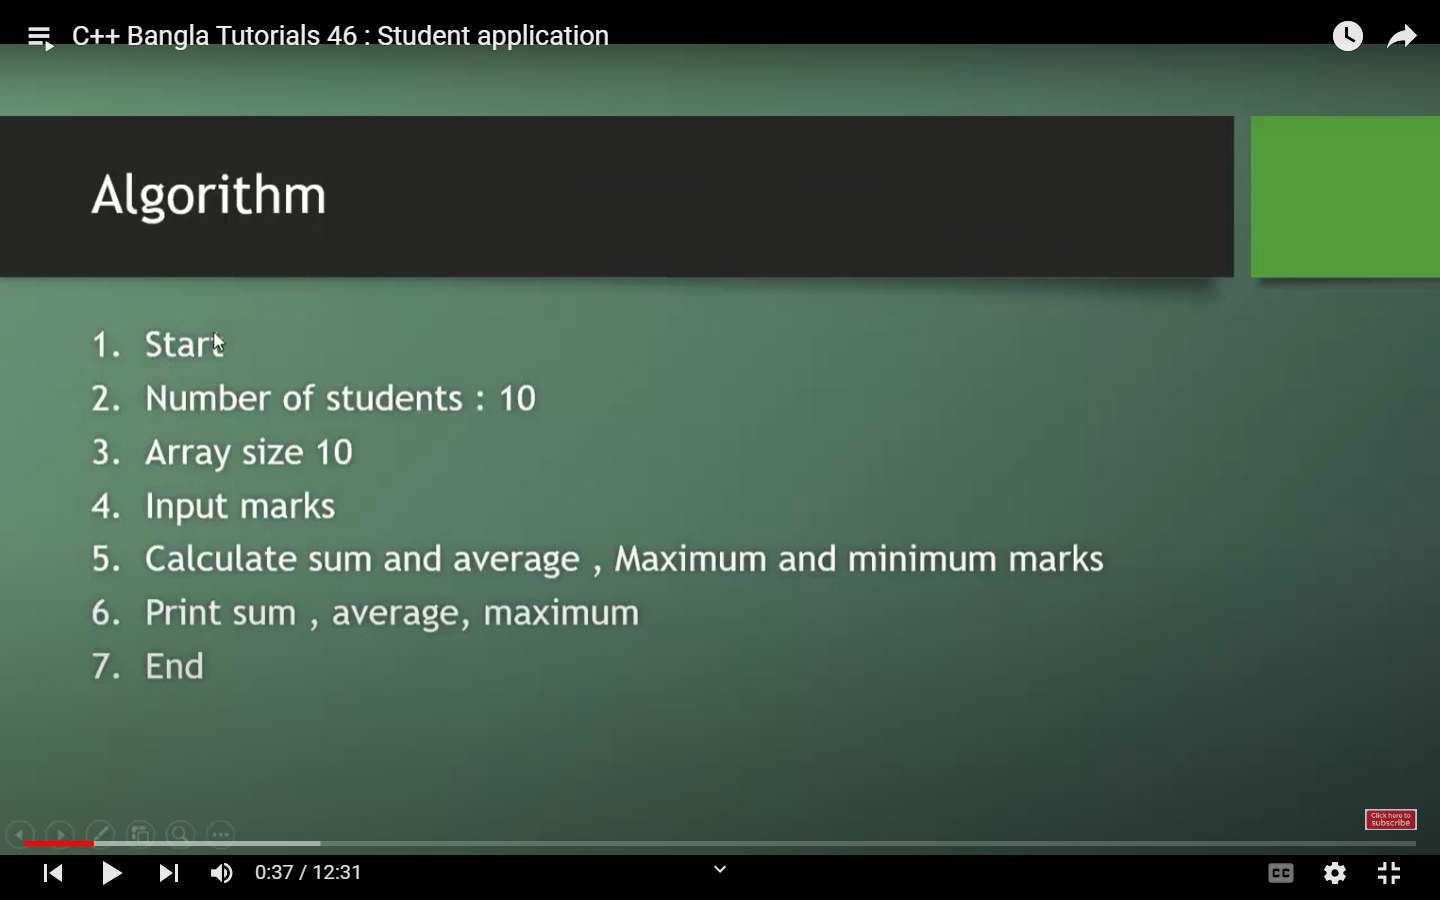 C++ Bangla Tutorials 46 : Student application
Algorithm
1. Start
2. Number of students : 10
3. Array size 10
4. Input marks
5. Calculate sum and average , Maximum and minimum marks
6. Print sum , average, maximum
7. End
Click here to
subscribe
0:37 / 12:31
CC